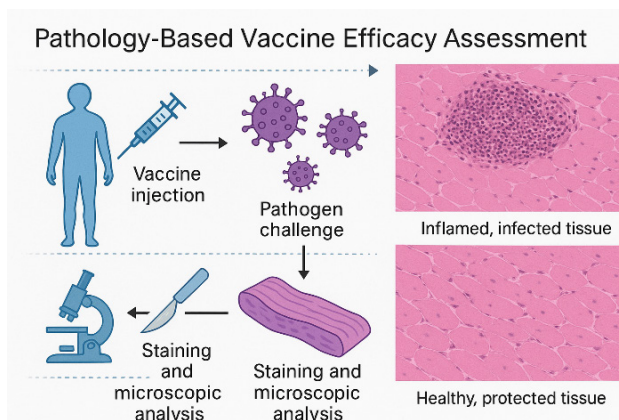 Pathology-Based Vaccine Efficacy Assessment
Vaccine
injection
Pathogen
challenge
Inflamed, infected tissue
Staining
and
microscopic
analysis
Staining and
microscopic
analysis
Healthy, protected tissue